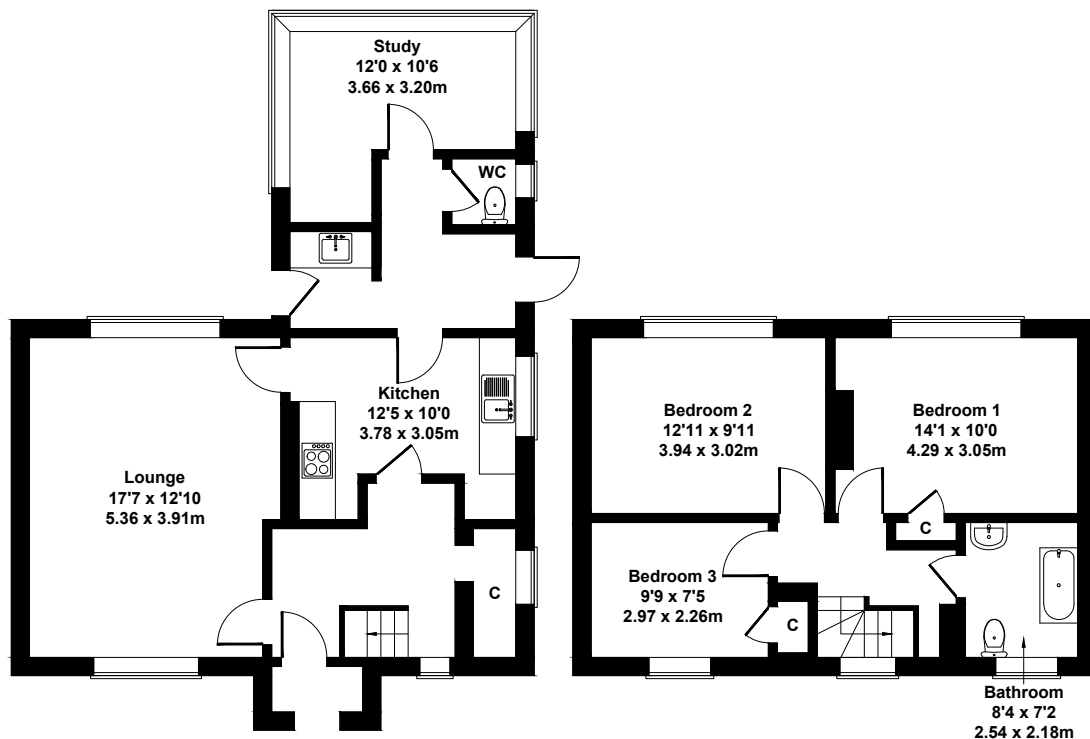 Study
12'0 x 10'6
3.66 x 3.20m
WC
Kitchen
12'5 x 10'0
3.78 x 3.05m
Lounge
17'7 x 12'10
5.36 x 3.91m
C
Bedroom 2
12'11 x 9'11
3.94 x 3.02m
Bedroom 1
14'1 x 10'0
4.29 x 3.05m
C
Bedroom 3
9'9 x 7'5
2.97 x 2.26m
C
Bathroom
8'4 x 7'2
2.54 x 2.18m